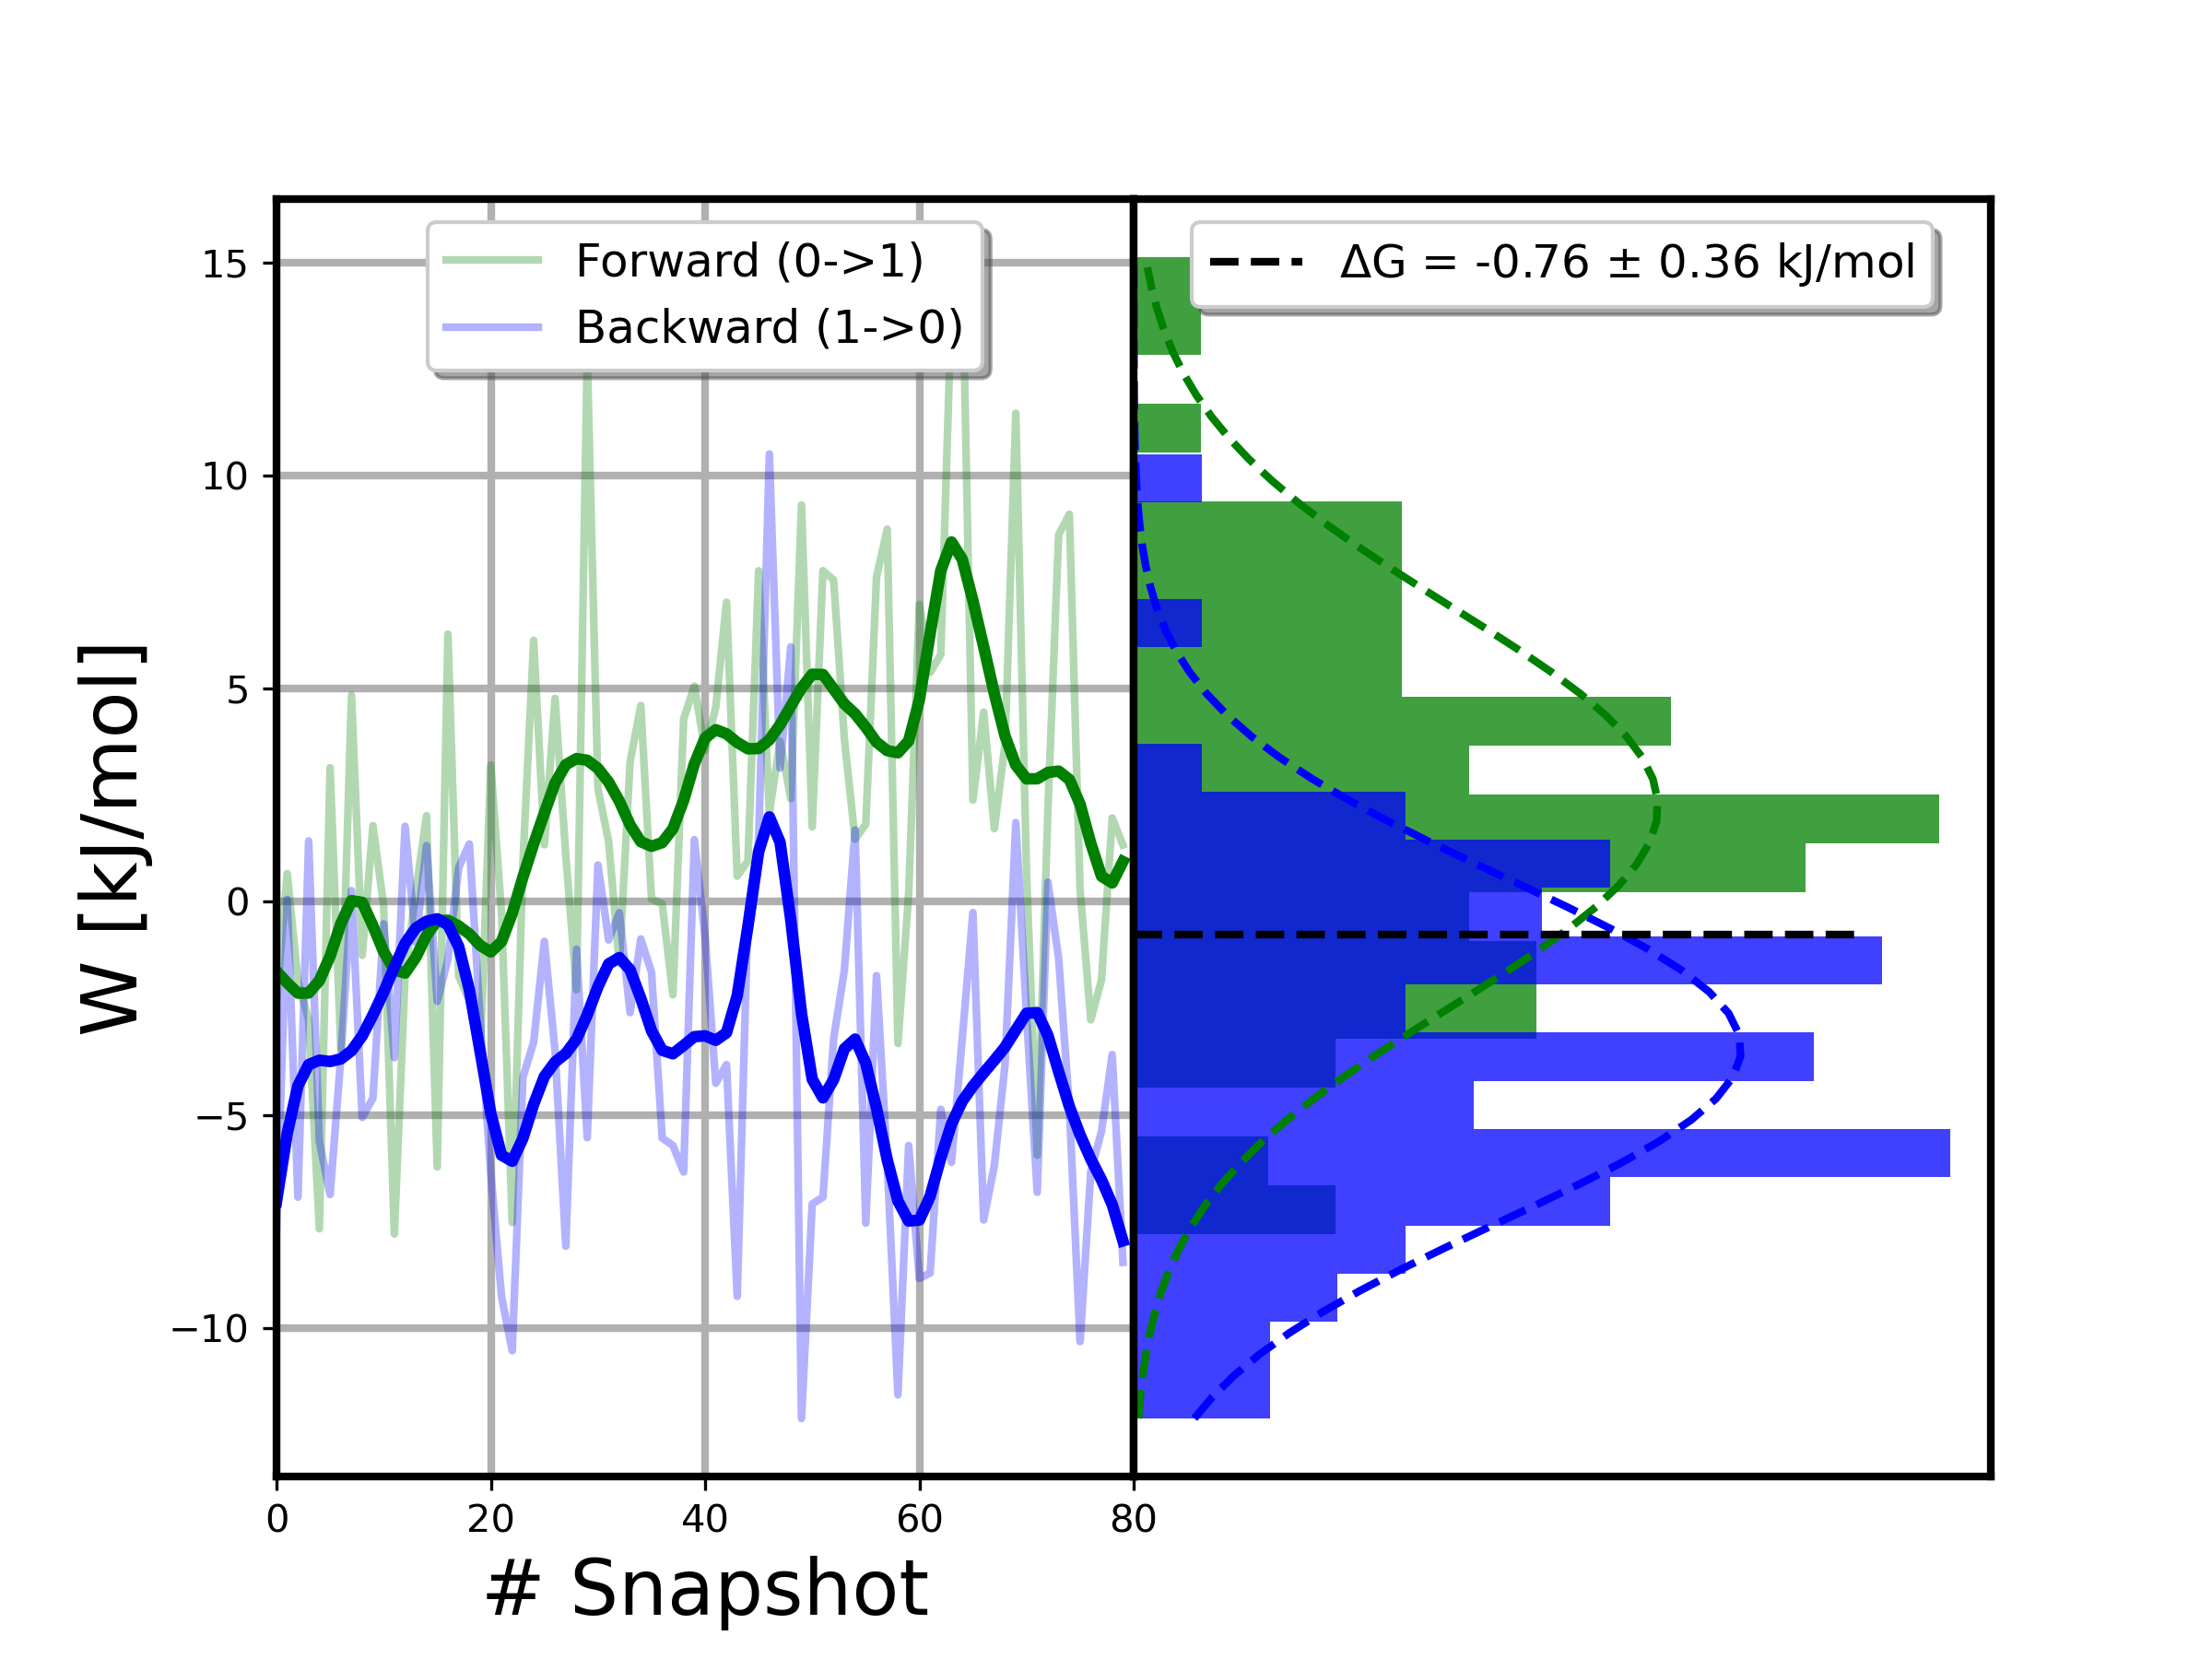 Forward (0->1)
Backward (1->0)
ΔG = -0.76 ± 0.36 kJ/mol
W [kJ/mol]
15
10
5
0
−5
−10
0
20
40
60
80
# Snapshot